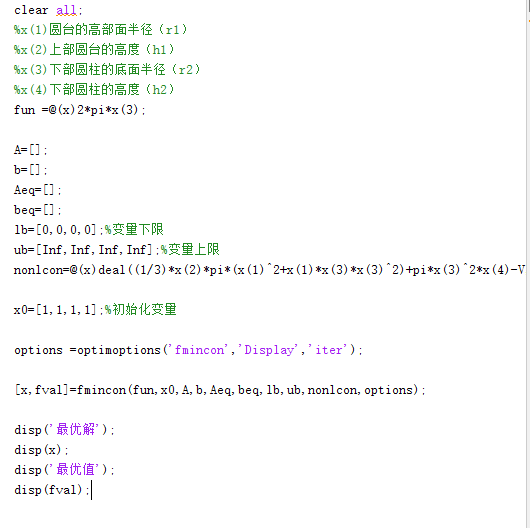 clear all;
%x(1)圆台的高部面半径（r1）
%x(2)上部圆台的高度（h1）
%x(3)下部圆柱的底面半径（r2）
%x(4)下部圆柱的高度（h2）
fun =@(x)2*pi*x(3);
A=[];
b=[];
Aeq=[];
beq=[];
lb=[0,0,0,0];%变量下限
ub=[Inf,Inf,Inf,Inf];%变量上限
nonlcon=@(x)deal((1/3)*x(2)*pi*(x(1)^2+x(1)*x(3)*x(3)^2)+pi*x(3)^2*x(4)-V
x0=[1,1,1,1];%初始化变量
options =optimoptions('fmincon','Display','iter');
[x,fval]=fmincon(fun,x0,A,b,Aeq,beq,lb,ub,nonlcon,options);
disp('最优解');
disp(x);
disp('最优值');
disp(fval);